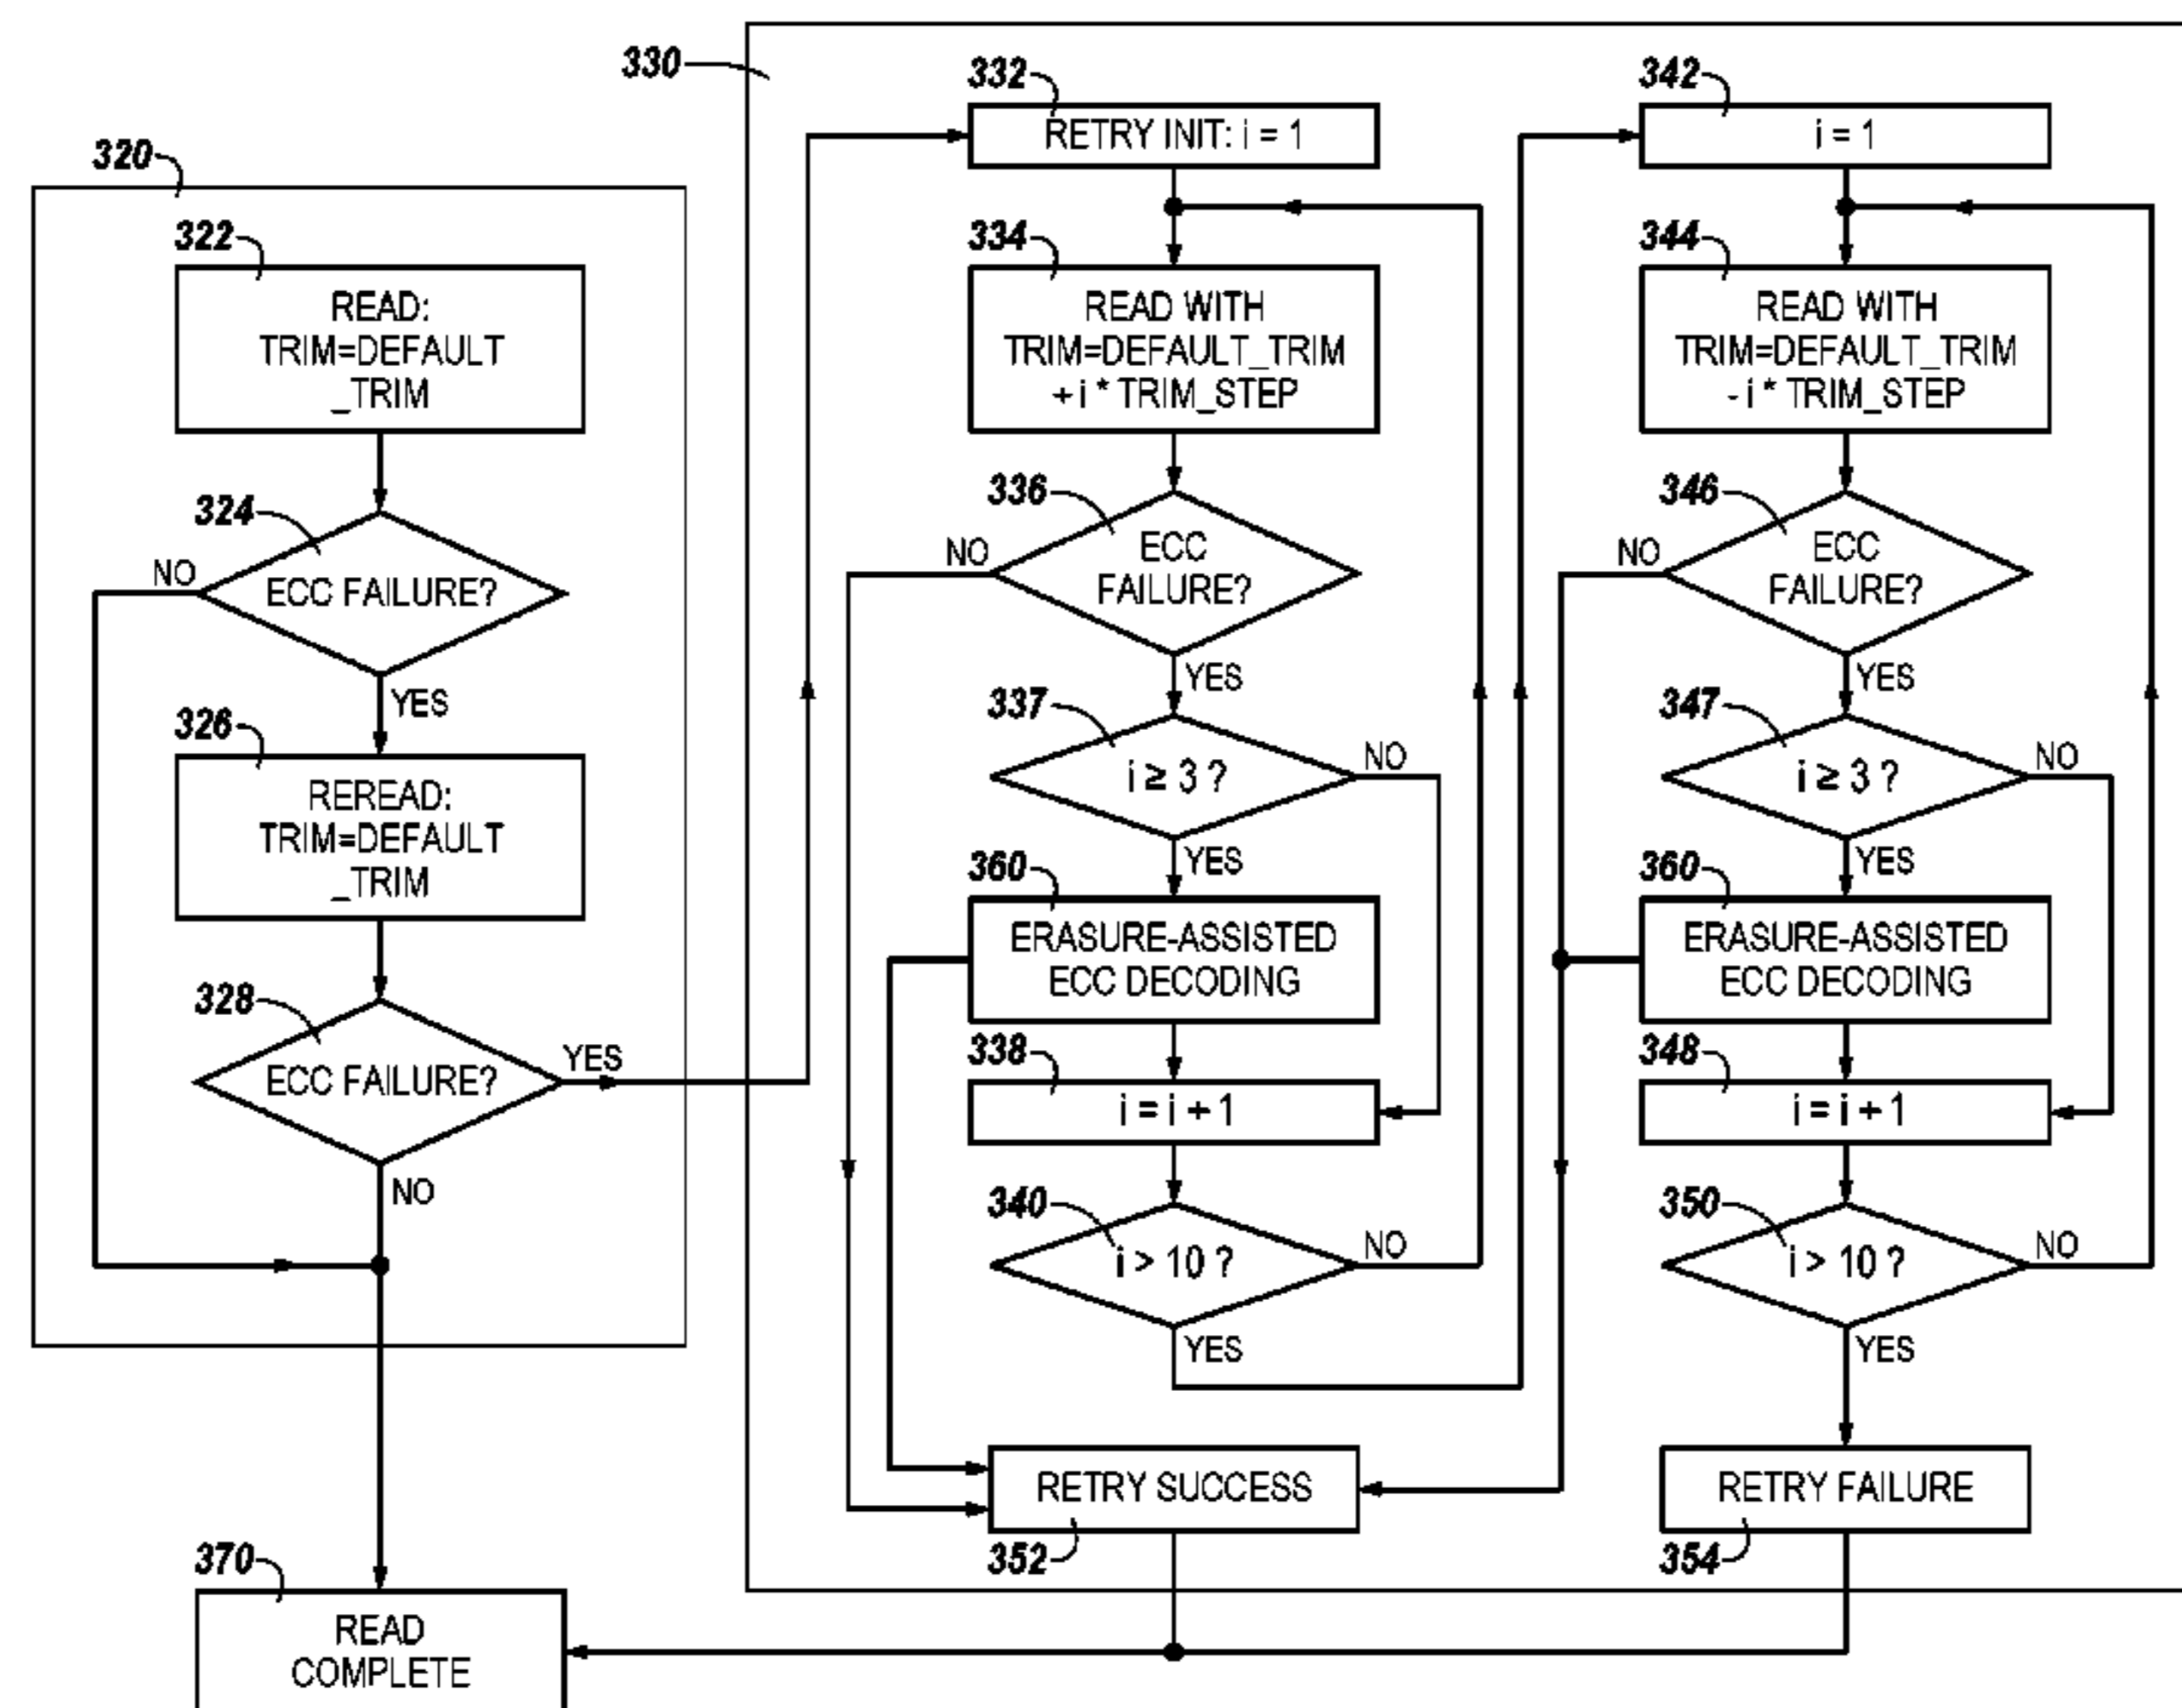 320
322
READ:
TRIM=DEFAULT
_TRIM
324
ECC FAILURE?
NO
YES
326
REREAD:
TRIM=DEFAULT
_TRIM
328
ECC FAILURE?
YES
NO
330
332
RETRY INIT: i = 1
334
READ WITH
TRIM=DEFAULT_TRIM
+ i * TRIM_STEP
336
ECC
FAILURE?
NO
YES
337
i ≥ 3 ?
NO
YES
360
ERASURE-ASSISTED
ECC DECODING
338
i = i + 1
340
i > 10 ?
NO
YES
342
i = 1
344
READ WITH
TRIM=DEFAULT_TRIM
- i * TRIM_STEP
346
ECC
FAILURE?
NO
YES
347
i ≥ 3 ?
NO
YES
360
ERASURE-ASSISTED
ECC DECODING
348
i = i + 1
350
i > 10 ?
NO
YES
RETRY SUCCESS
352
RETRY FAILURE
354
370
READ
COMPLETE